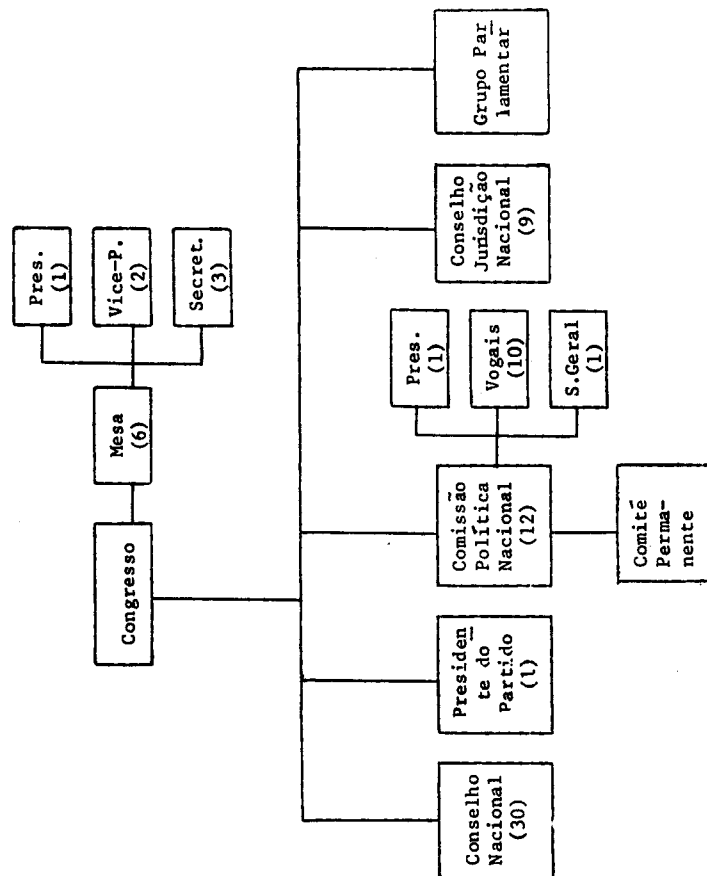 Congresso
Mesa
(6)
Pres.
(1)
Vice-P.
(2)
Secret.
(3)
Conselho
Nacional
(30)
Presiden
te do
Partido
(1)
Comissão
Política
Nacional
(12)
Pres.
(1)
Vogais
(10)
S.Geral
(1)
Comité
Perma-
nente
Conselho
Jurisdição
Nacional
(9)
Grupo Par
lamentar